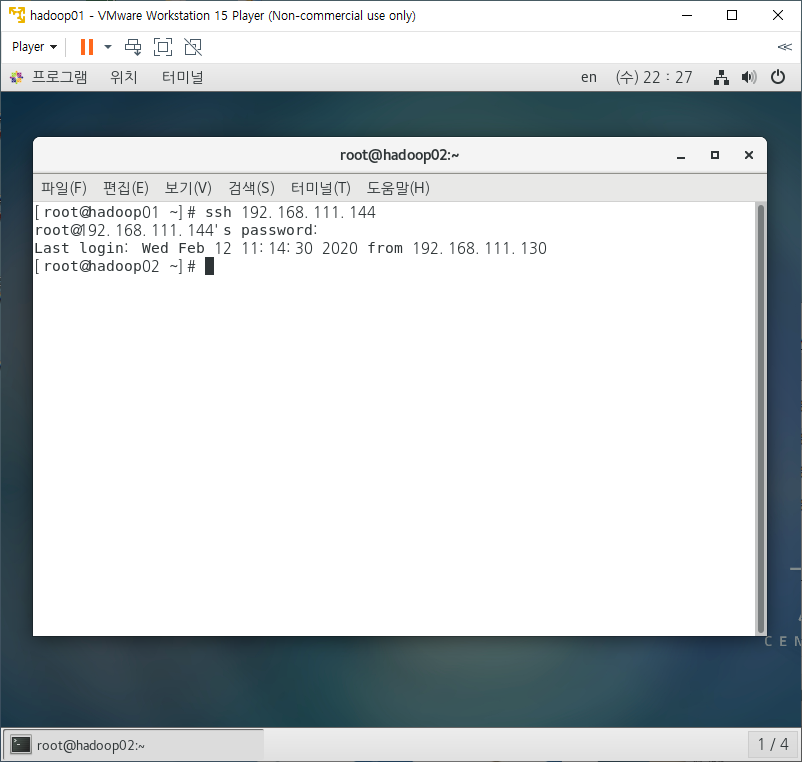 hadoop01 - VMware Workstation 15 Player (Non-commercial use only)
Player
프로그램 위치 터미널 en (수) 22 : 27
root@hadoop02:~
파일(F) 편집(E) 보기(V) 검색(S) 터미널(T) 도움말(H)
[root@hadoop01 ~]# ssh 192.168.111.144
root@192.168.111.144's password:
Last login: Wed Feb 12 11:14:30 2020 from 192.168.111.130
[root@hadoop02 ~]#
CEN
root@hadoop02:~ 1 / 4